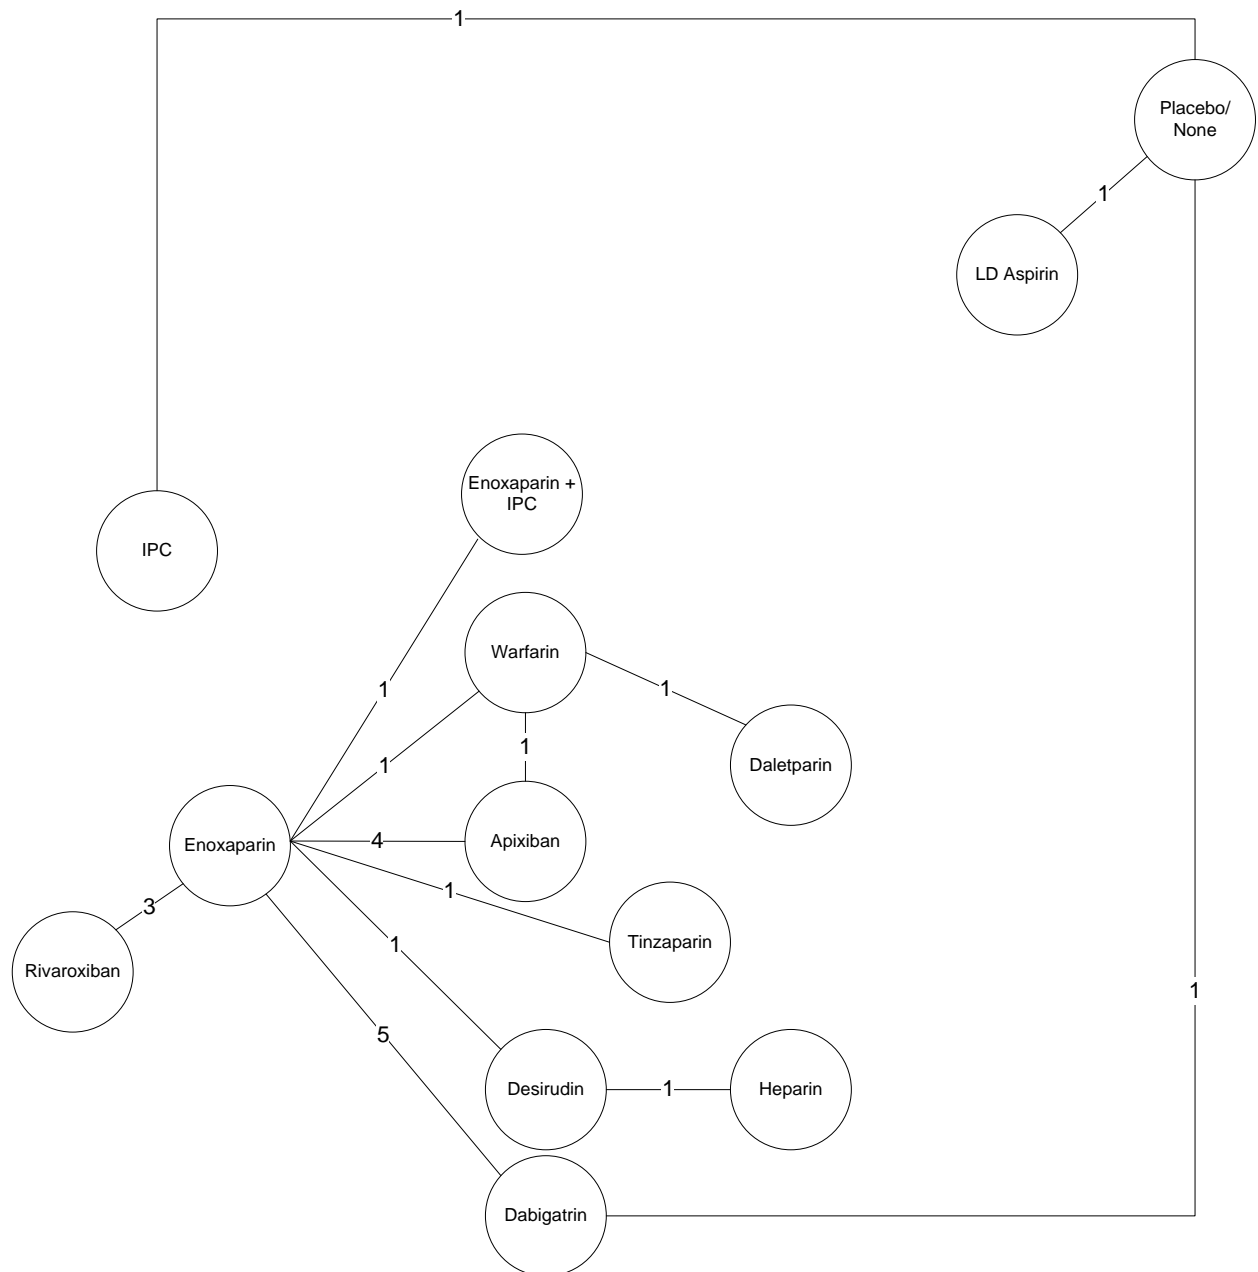 1
Placebo/
None
1
LD Aspirin
Enoxaparin +
IPC
IPC
Warfarin
1
1
1
1
Daletparin
Enoxaparin
4
Apixiban
1
3
1
Tinzaparin
Rivaroxiban
1
5
Desirudin
1
Heparin
Dabigatrin